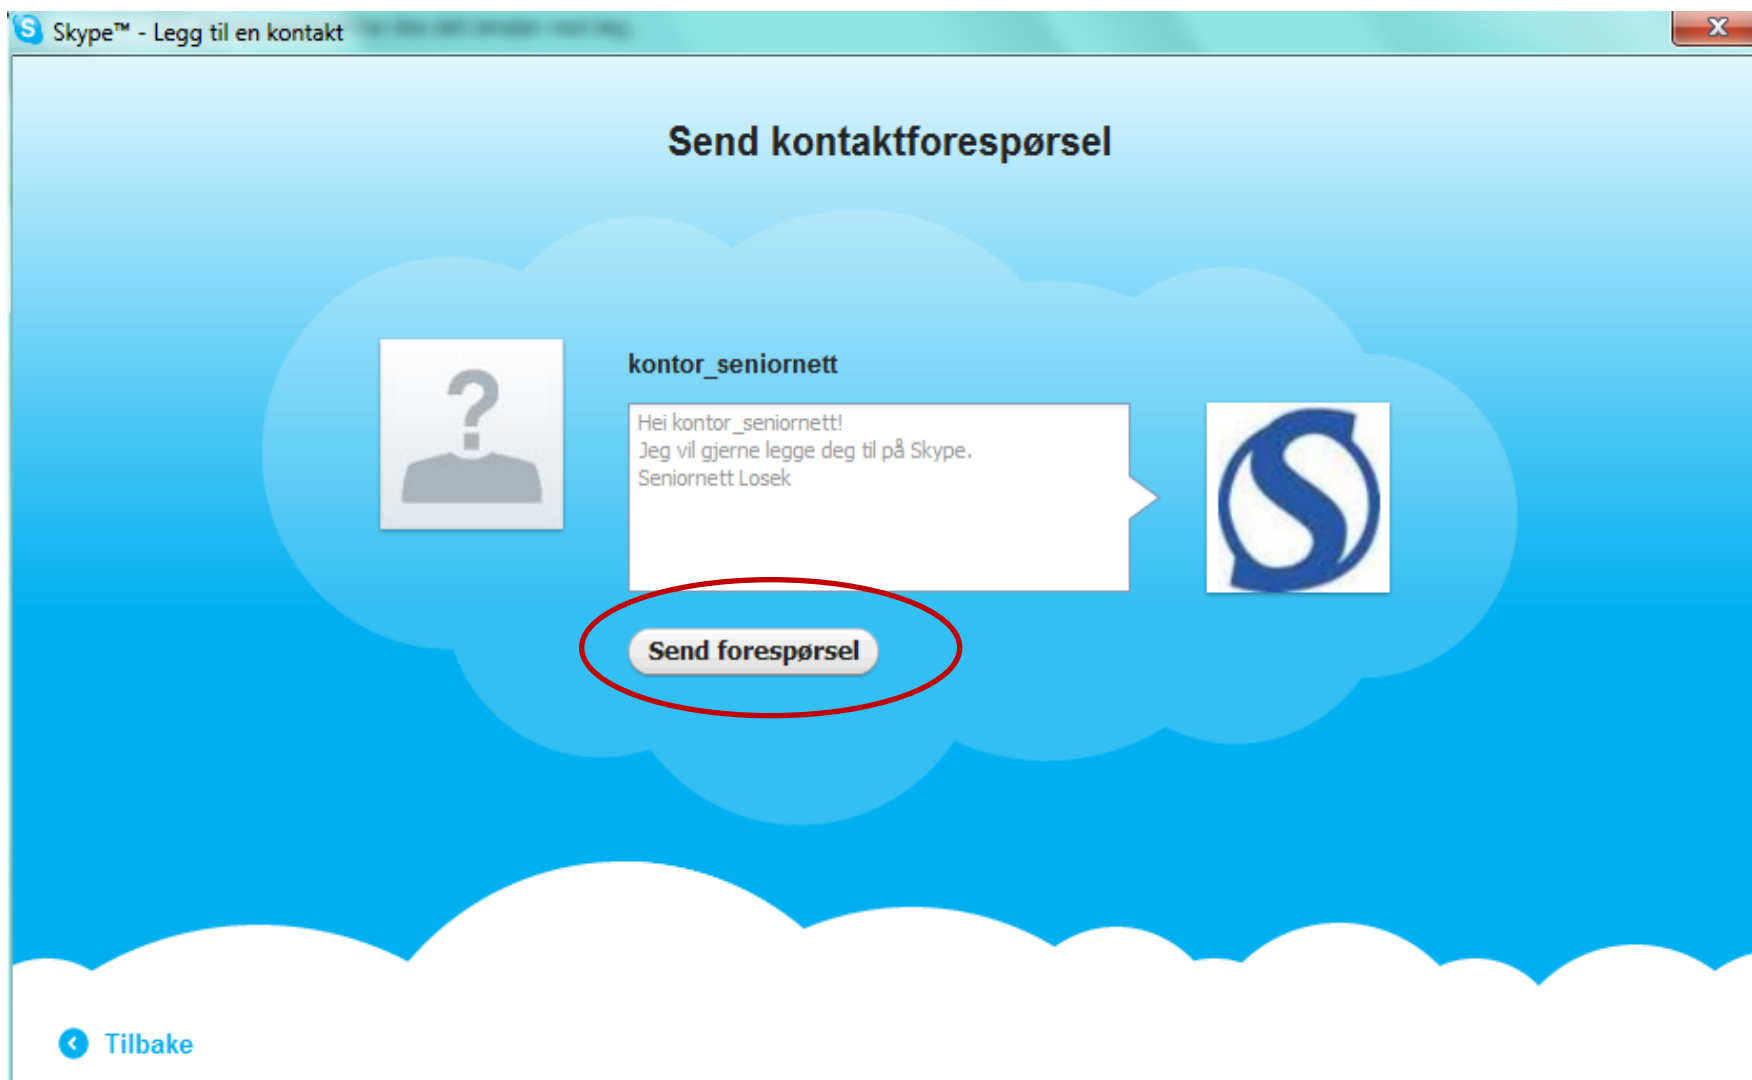 Skype™ - Legg til en kontakt
Send kontaktforespørsel
kontor_seniornett
Hei kontor_seniornett!
Jeg vil gjerne legge deg til på Skype.
Seniornett Losek
Send forespørsel
Tilbake